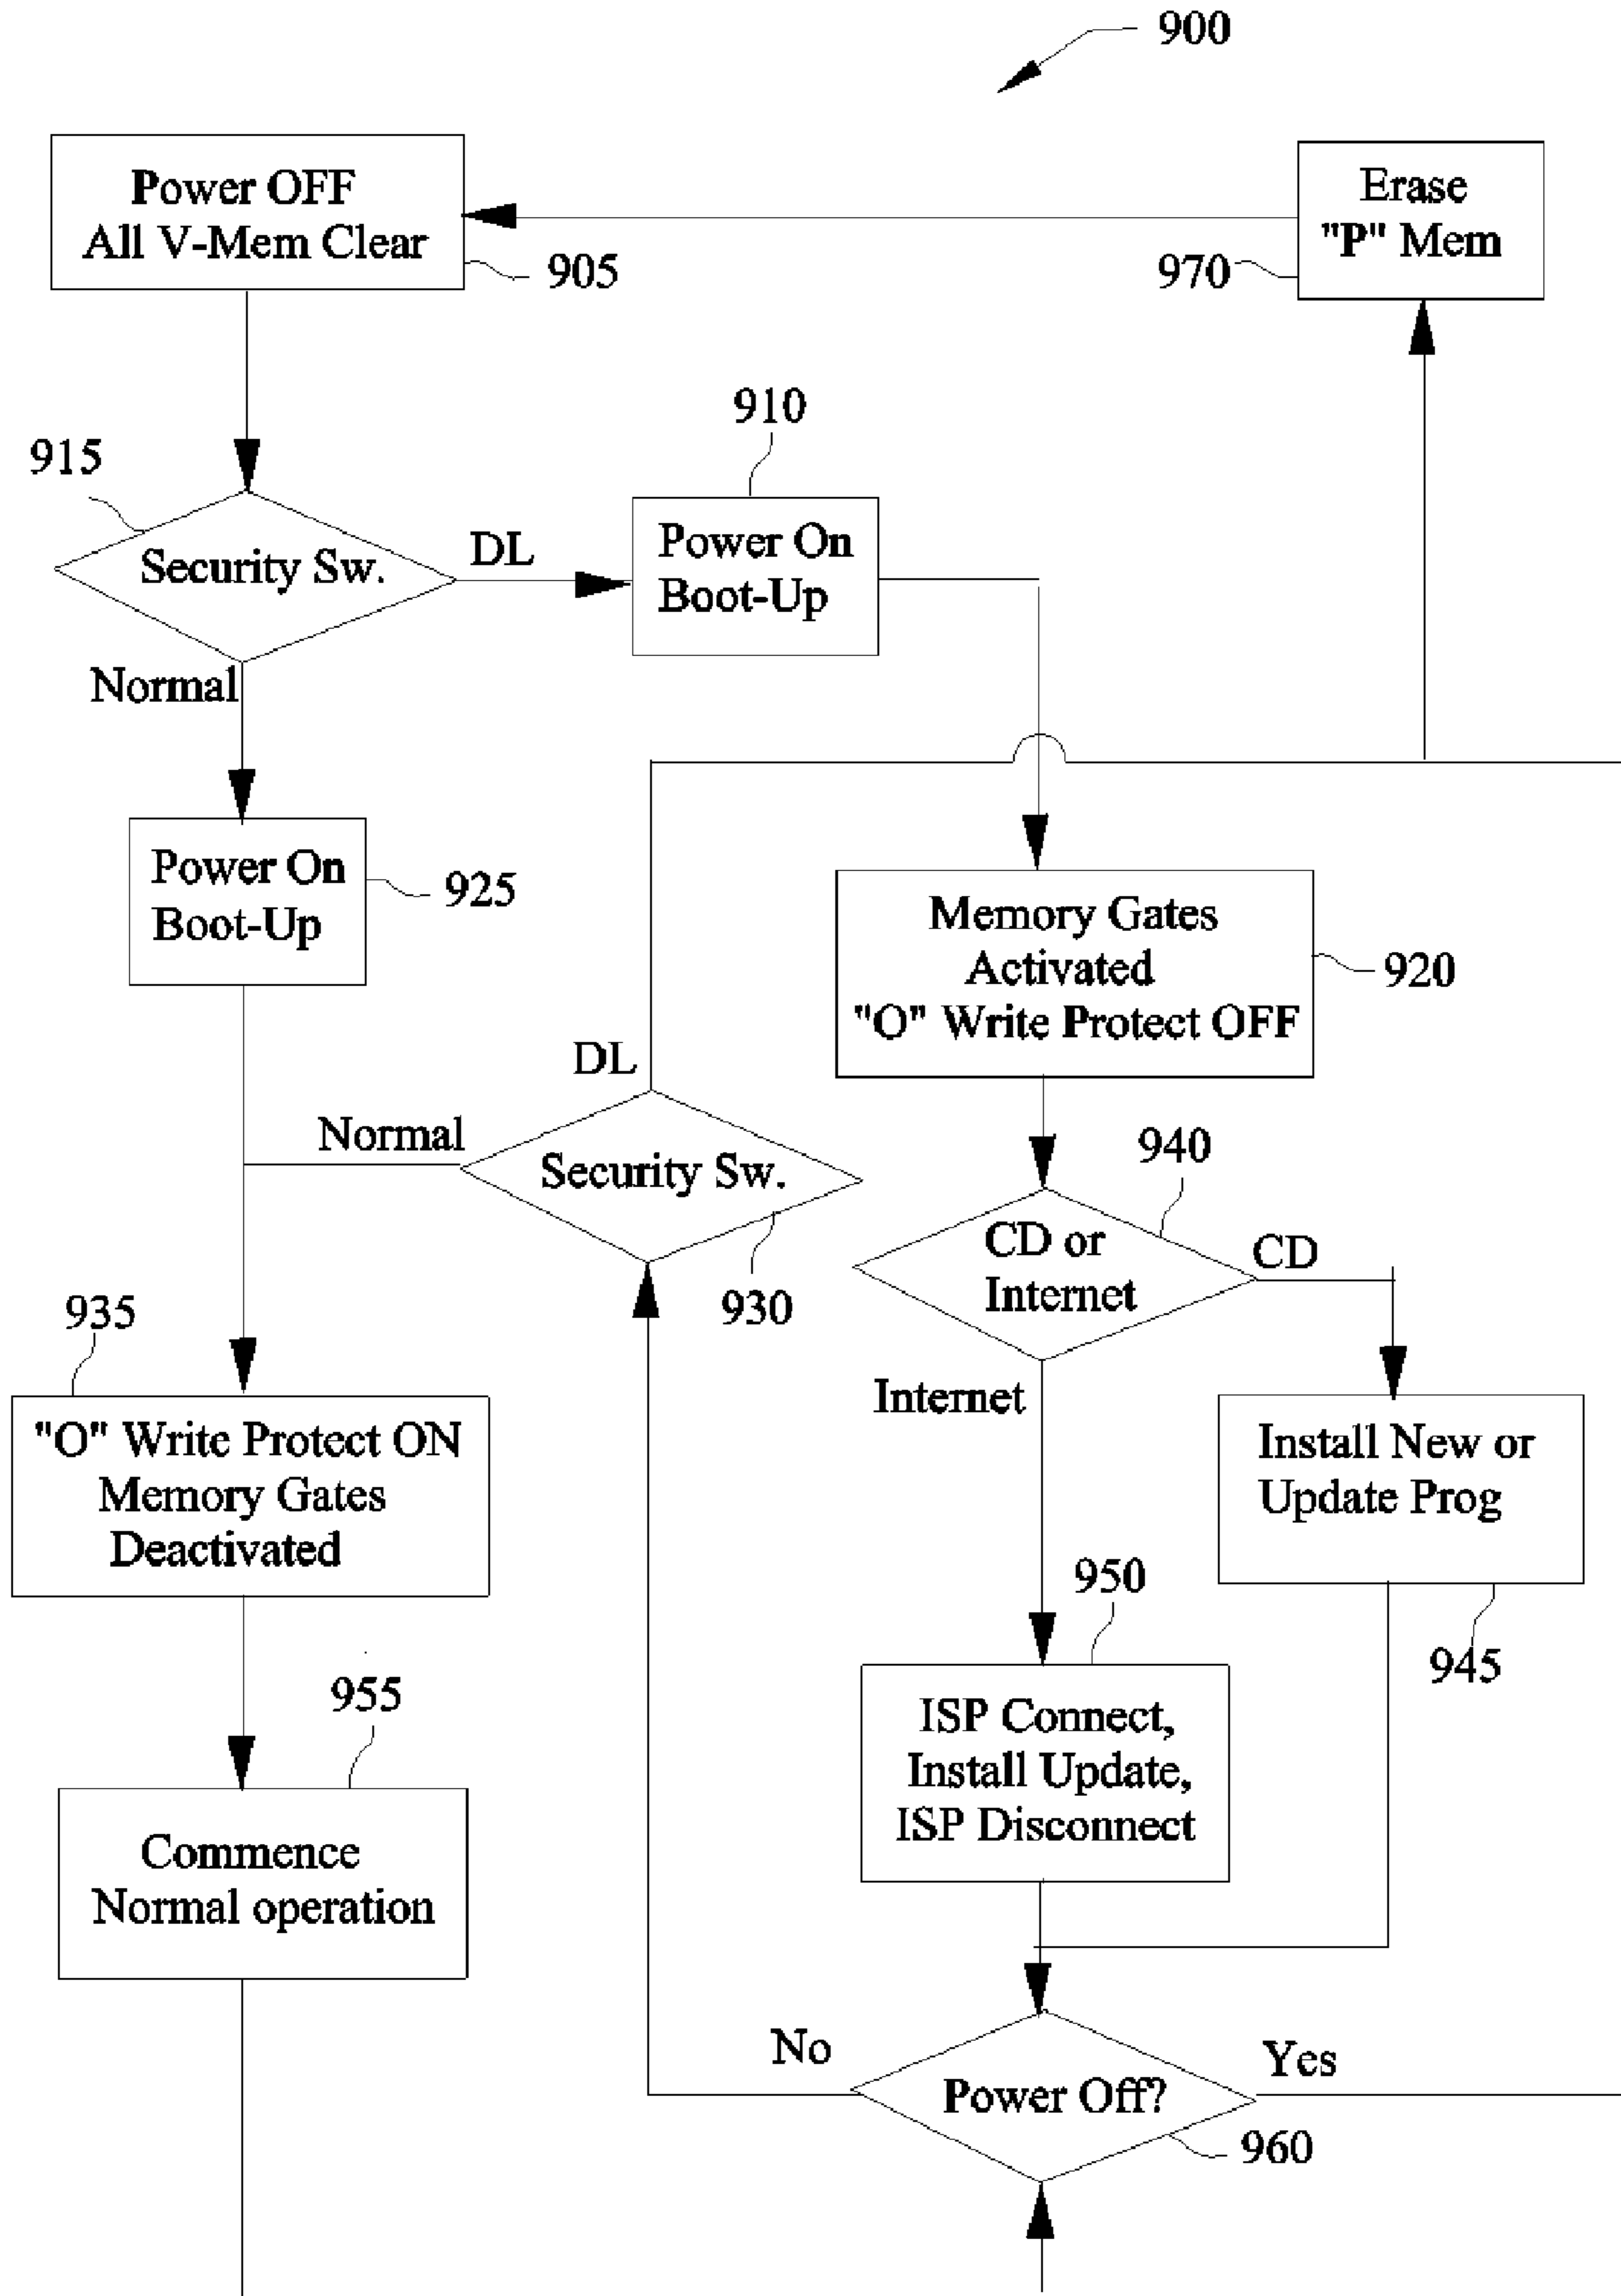 900
Power OFF
All V-Mem Clear
905
Erase
"P" Mem
970
910
915
Security Sw.
DL
Power On
Boot-Up
Normal
Power On
Boot-Up
925
Memory Gates
Activated
"O" Write Protect OFF
920
DL
Normal
Security Sw.
930
940
CD or
Internet
CD
Internet
935
"O" Write Protect ON
Memory Gates
Deactivated
Install New or
Update Prog
945
950
ISP Connect,
Install Update,
ISP Disconnect
955
Commence
Normal operation
No
Power Off?
Yes
960